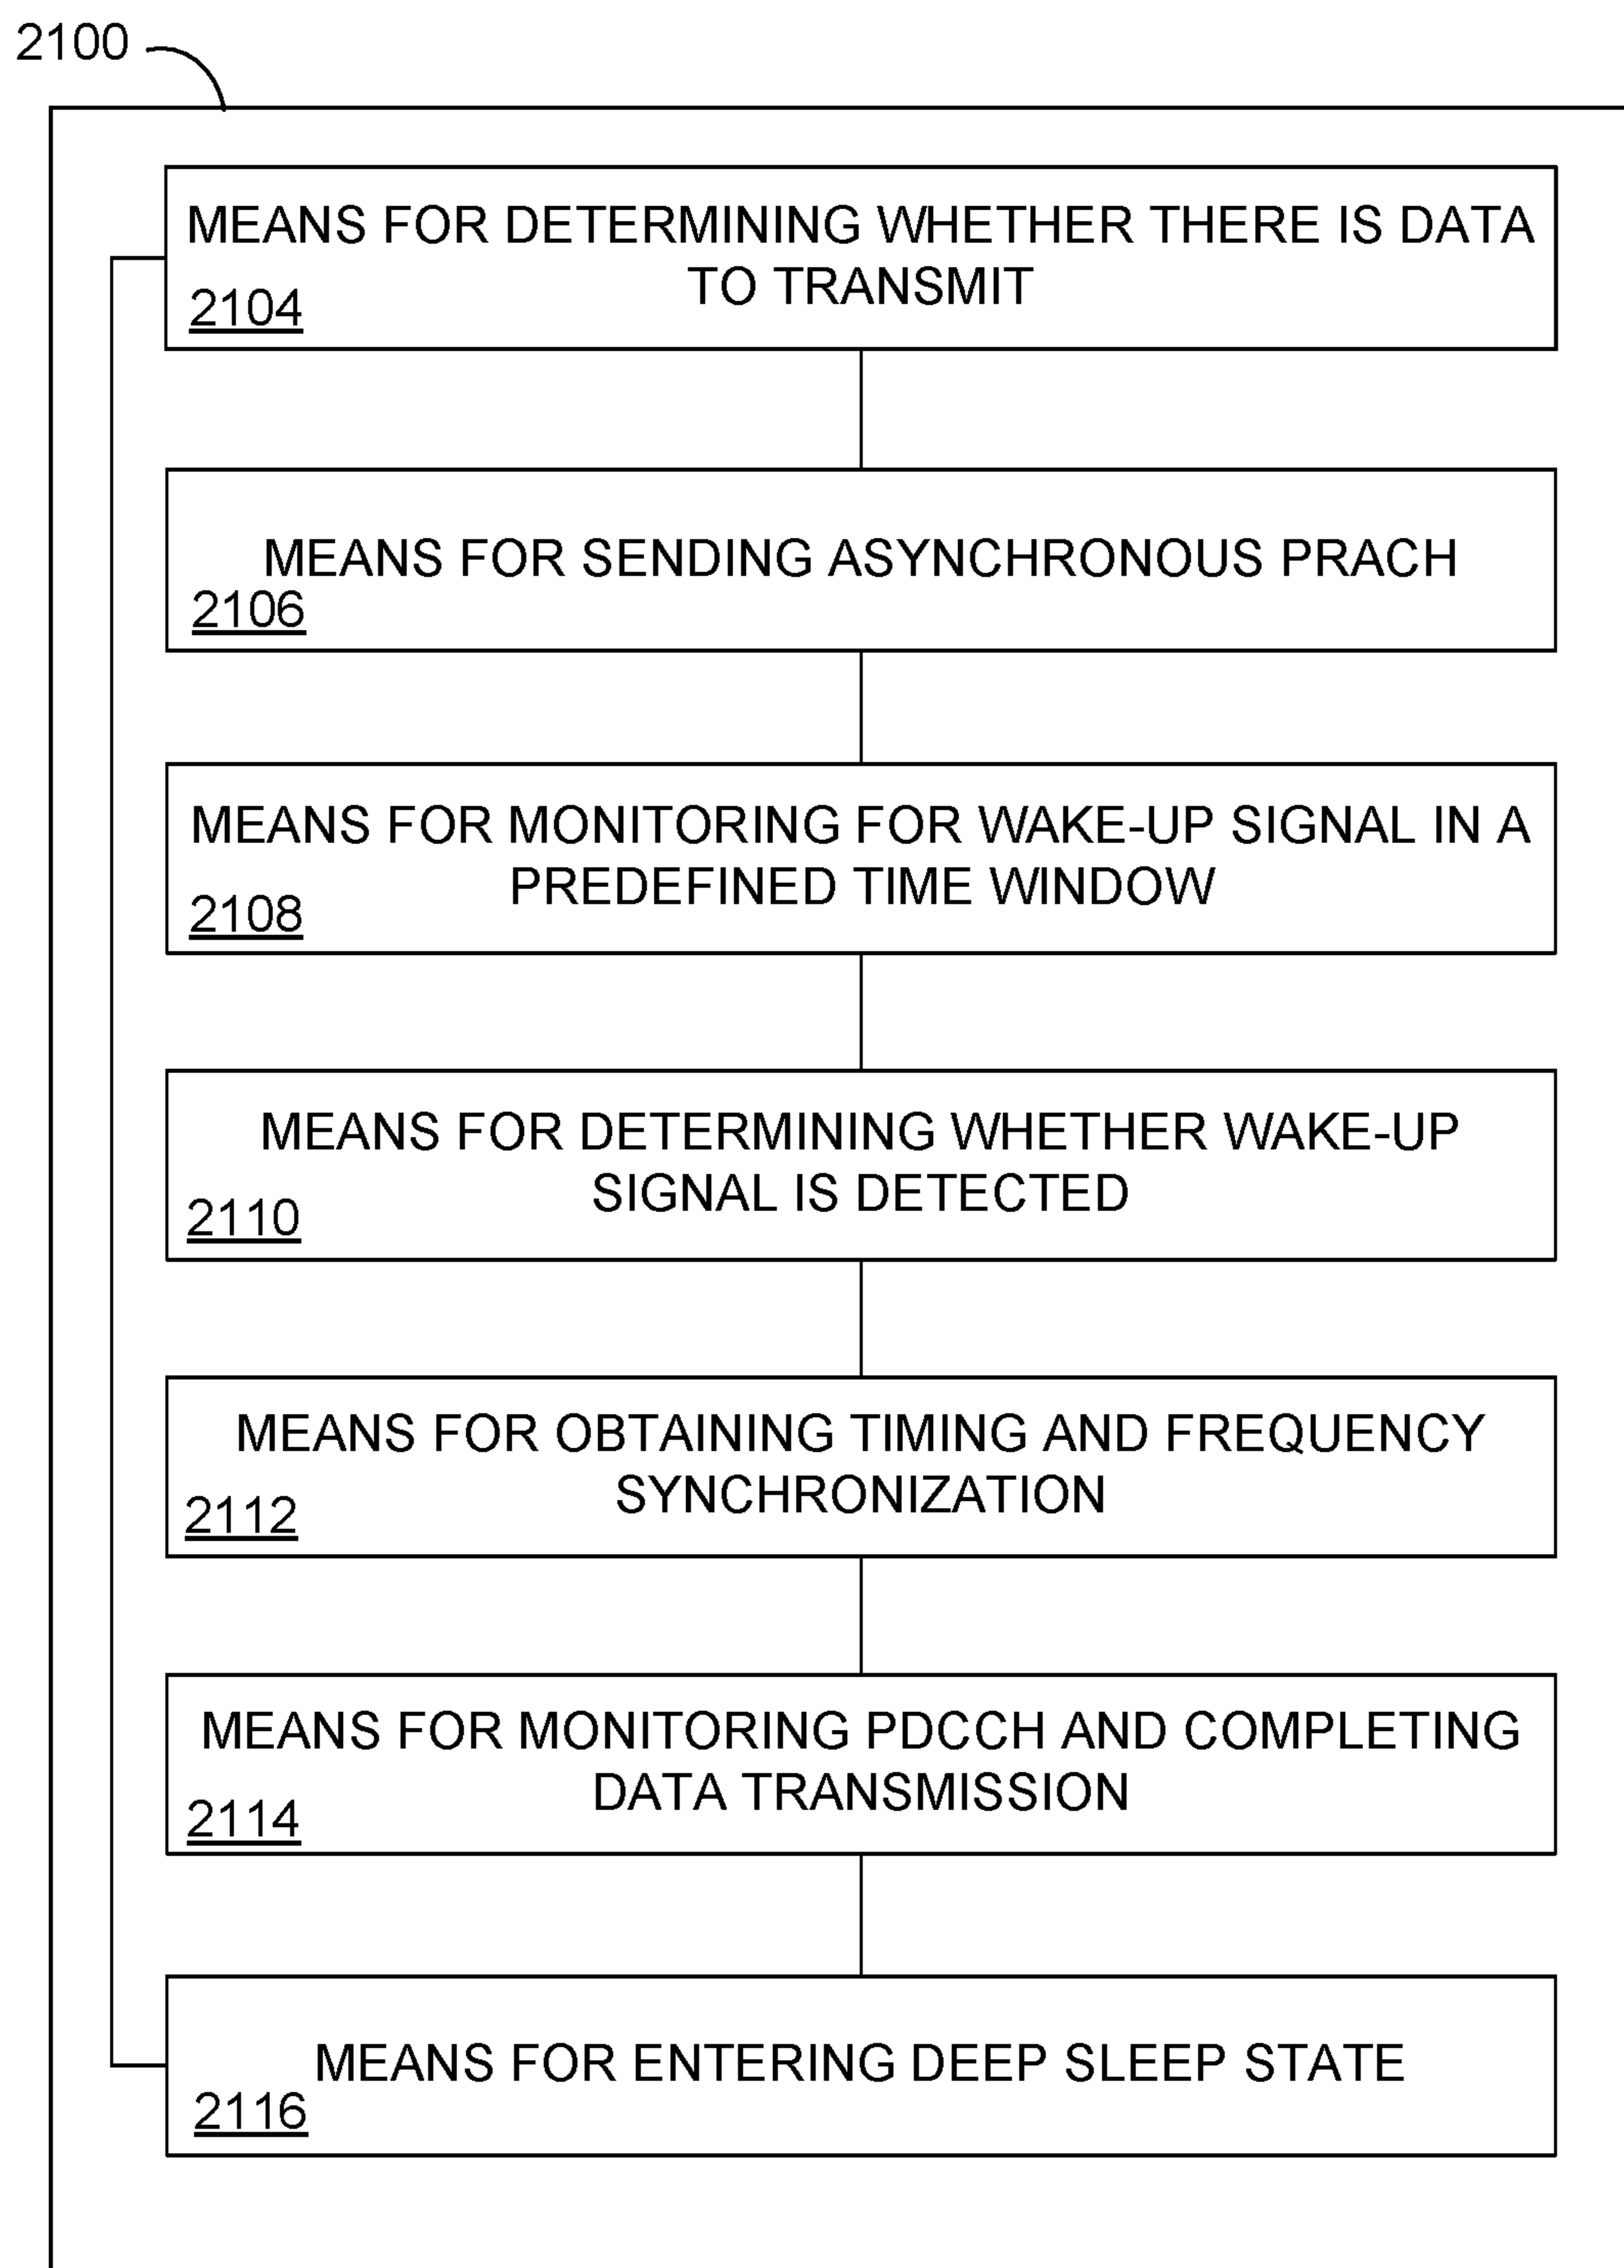 2100
MEANS FOR DETERMINING WHETHER THERE IS DATA
TO TRANSMIT
2104
MEANS FOR SENDING ASYNCHRONOUS PRACH
2106
MEANS FOR MONITORING FOR WAKE-UP SIGNAL IN A
PREDEFINED TIME WINDOW
2108
MEANS FOR DETERMINING WHETHER WAKE-UP
SIGNAL IS DETECTED
2110
MEANS FOR OBTAINING TIMING AND FREQUENCY
SYNCHRONIZATION
2112
MEANS FOR MONITORING PDCCH AND COMPLETING
DATA TRANSMISSION
2114
MEANS FOR ENTERING DEEP SLEEP STATE
2116